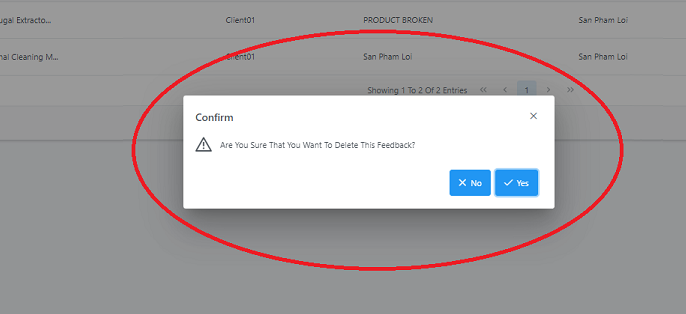 ugal Extracto... Client01 PRODUCT BROKEN San Pham Loi
nal Cleaning M... Client01 San Pham Loi San Pham Loi
Showing 1 To 2 Of 2 Entries « ‹ 1 › »
Confirm
Are You Sure That You Want To Delete This Feedback?
No Yes